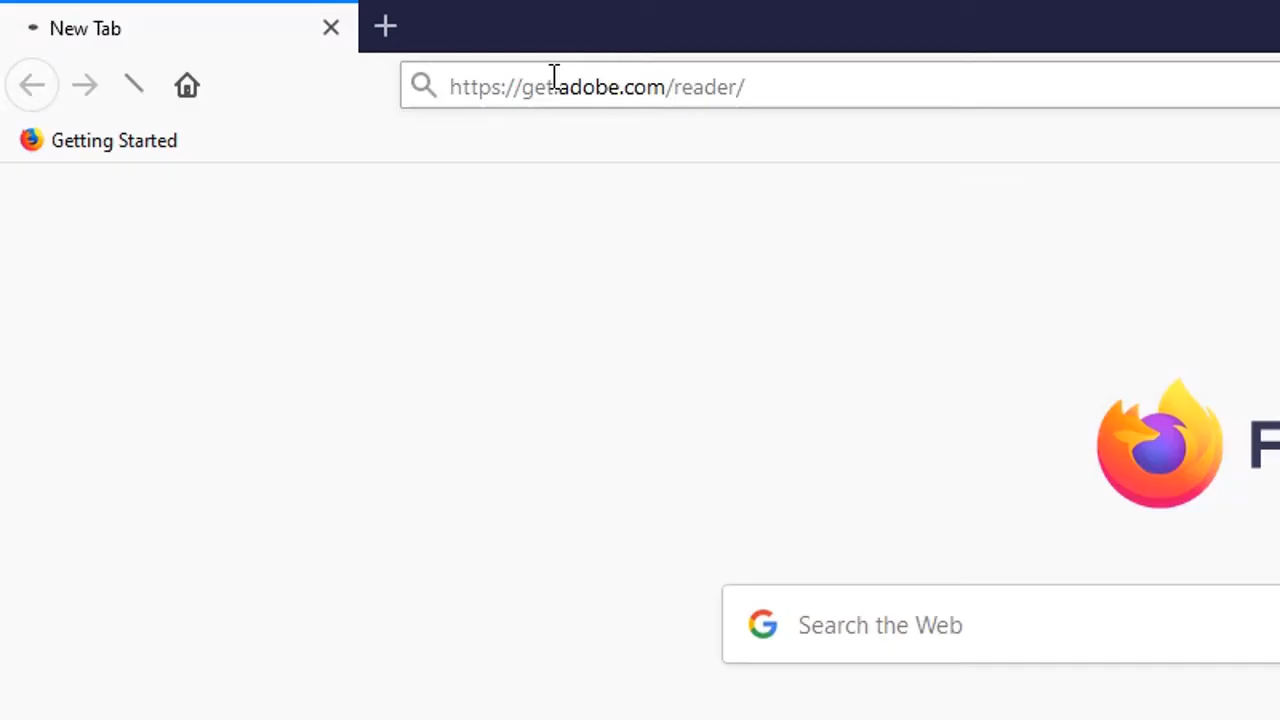 New Tab
https://get.adobe.com/reader/
Getting Started
F
Search the Web